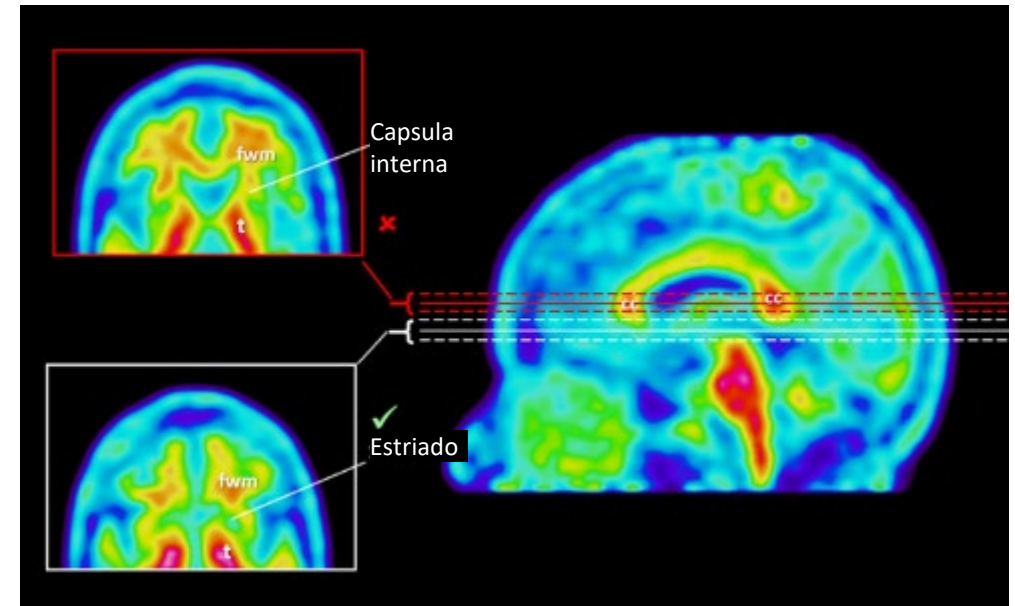 Capsula
interna
fwm
t
×
cc
cc
✓
Estriado
fwm
t